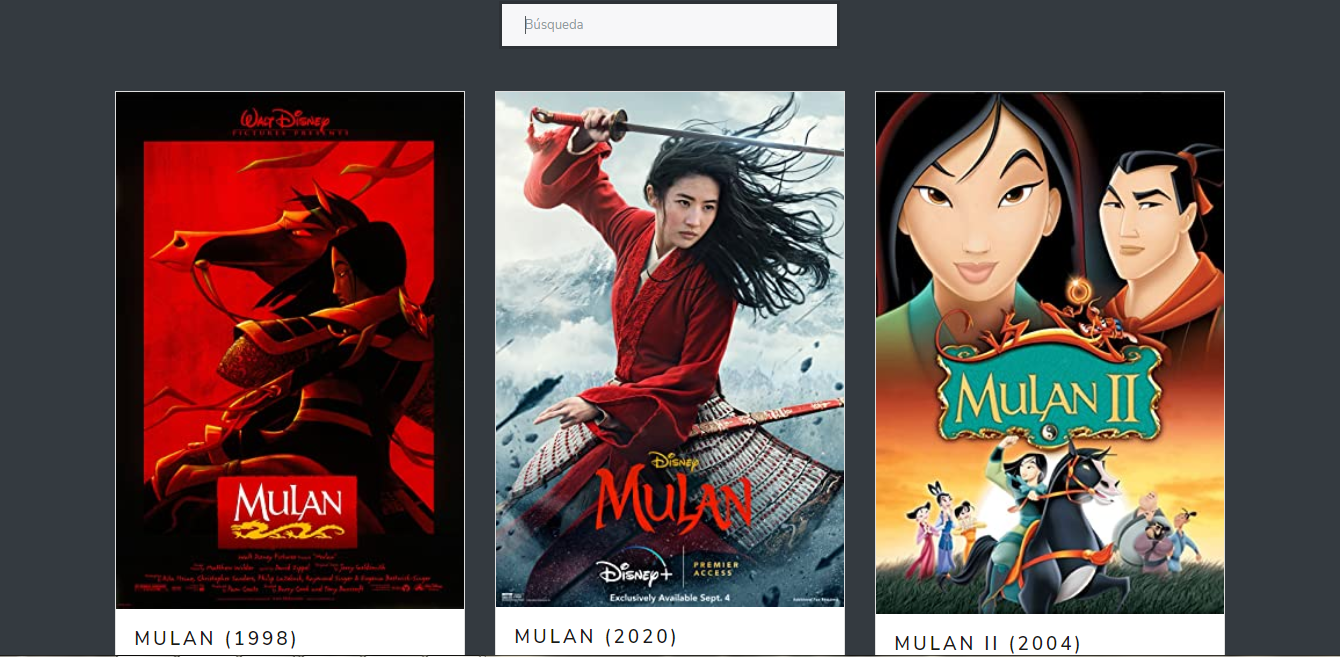 Búsqueda
Walt Disney
PICTURES PRESENTS
MULAN
MULAN (1998)
Disney
MULAN
Disney+
PREMIER
ACCESS
Exclusively Available Sept. 4
MULAN (2020)
MULAN II
MULAN II (2004)